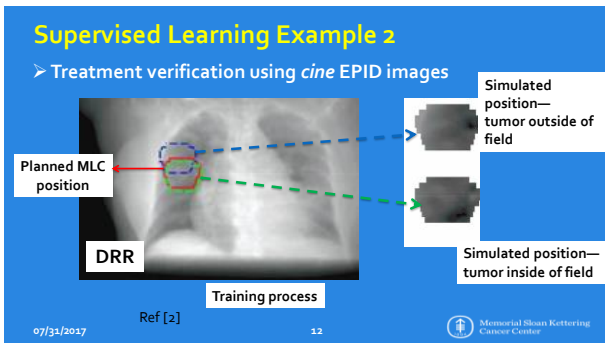 Supervised Learning Example 2
➢ Treatment verification using cine EPID images
Simulated
position—
tumor outside of
field
Planned MLC
position
DRR
Simulated position—
tumor inside of field
Training process
Ref [2]
07/31/2017
12
Memorial Sloan Kettering
Cancer Center